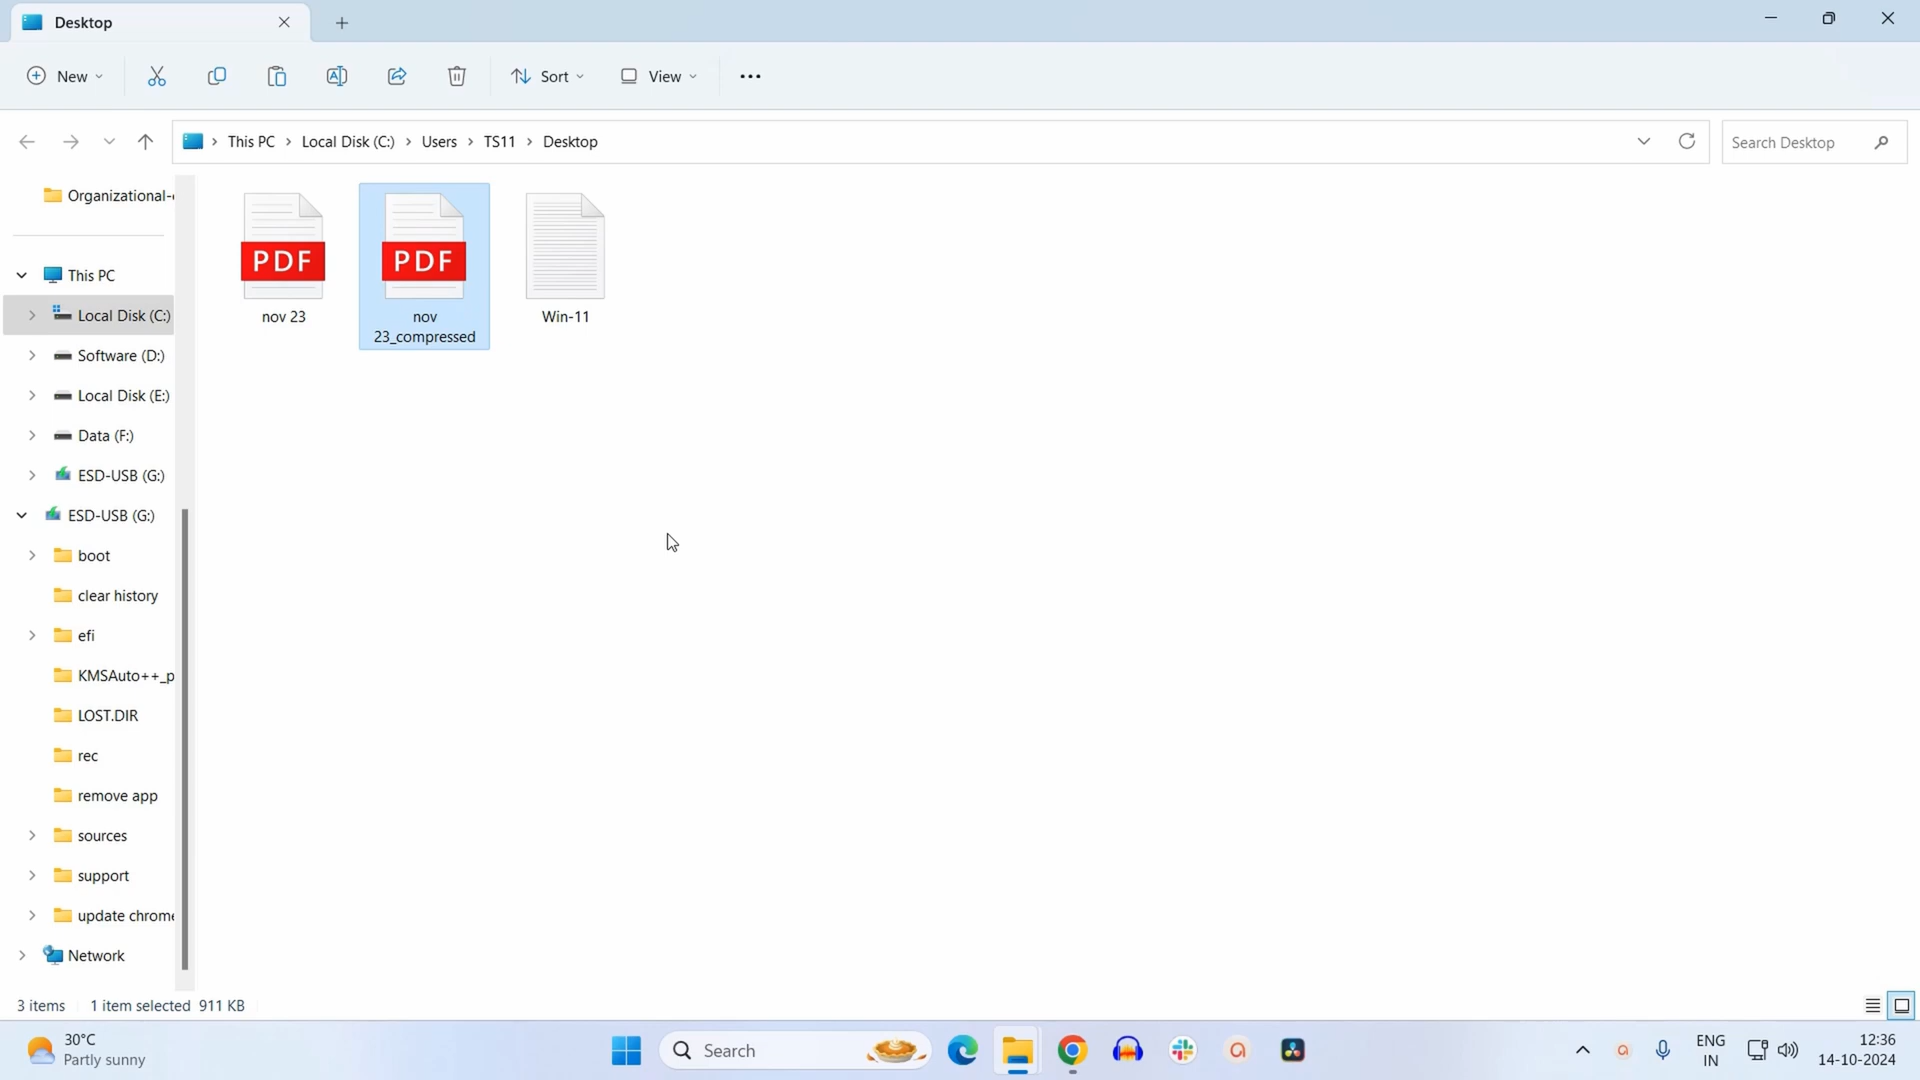 Desktop
New
Sort
View
This PC
Local Disk (C:)
Users
TS11
Desktop
Search Desktop
Organizational-
This PC
Local Disk (C:)
Software (D:)
Local Disk (E:)
Data (F:)
ESD-USB (G:)
ESD-USB (G:)
boot
clear history
efi
KMSAuto++_p
LOST.DIR
rec
remove app
sources
support
update chrome
Network
PDF
nov 23
PDF
nov
23_compressed
Win-11
3 items
1 item selected 911 KB
30°C
Partly sunny
Search
ENG
IN
12:36
14-10-2024